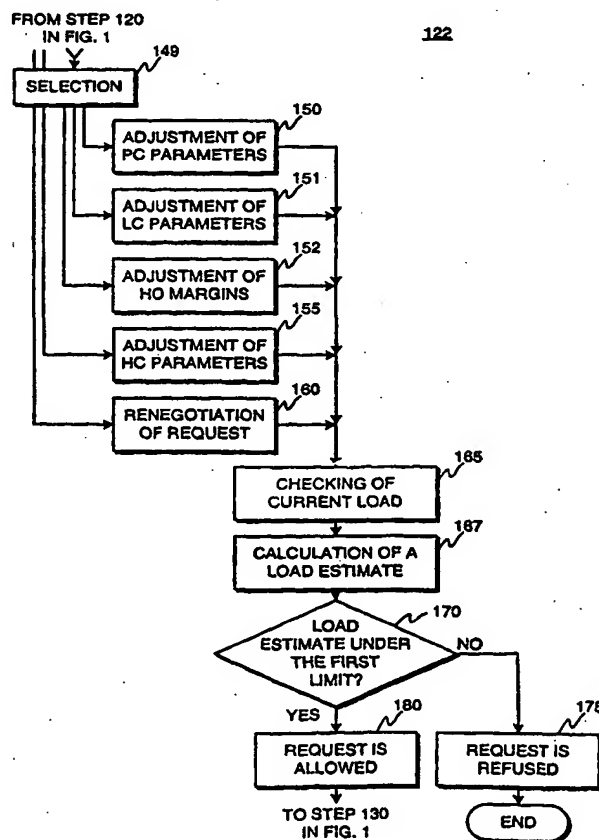 FROM STEP 120
IN FIG. 1
122
149
SELECTION
150
ADJUSTMENT OF
PC PARAMETERS
151
ADJUSTMENT OF
LC PARAMETERS
152
ADJUSTMENT OF
HO MARGINS
155
ADJUSTMENT OF
HC PARAMETERS
160
RENEGOTIATION
OF REQUEST
165
CHECKING OF
CURRENT LOAD
167
CALCULATION OF A
LOAD ESTIMATE
170
LOAD
ESTIMATE UNDER
THE FIRST
LIMIT?
NO
YES
180
REQUEST IS
ALLOWED
175
REQUEST IS
REFUSED
TO STEP 130
IN FIG. 1
END